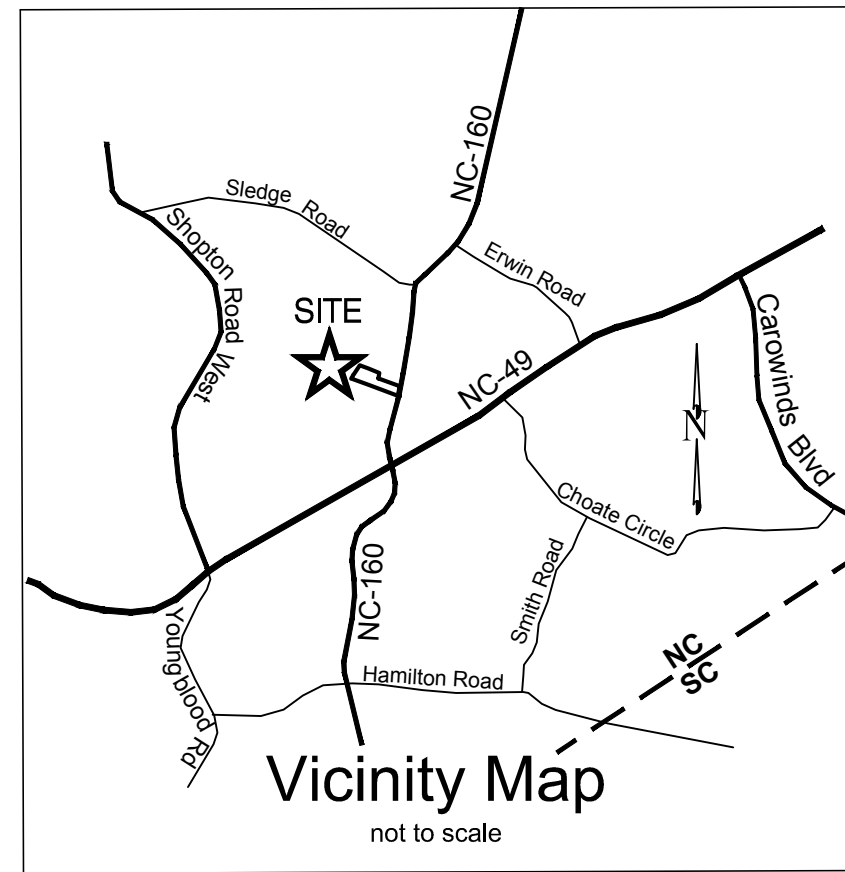 NC-160
Sledge Road
Shopton Road West
Erwin Road
SITE
Carowinds Blvd
NC-49
N
Choate Circle
Smith Road
NC-160
Youngblood Rd
Hamilton Road
NC
SC
Vicinity Map
not to scale